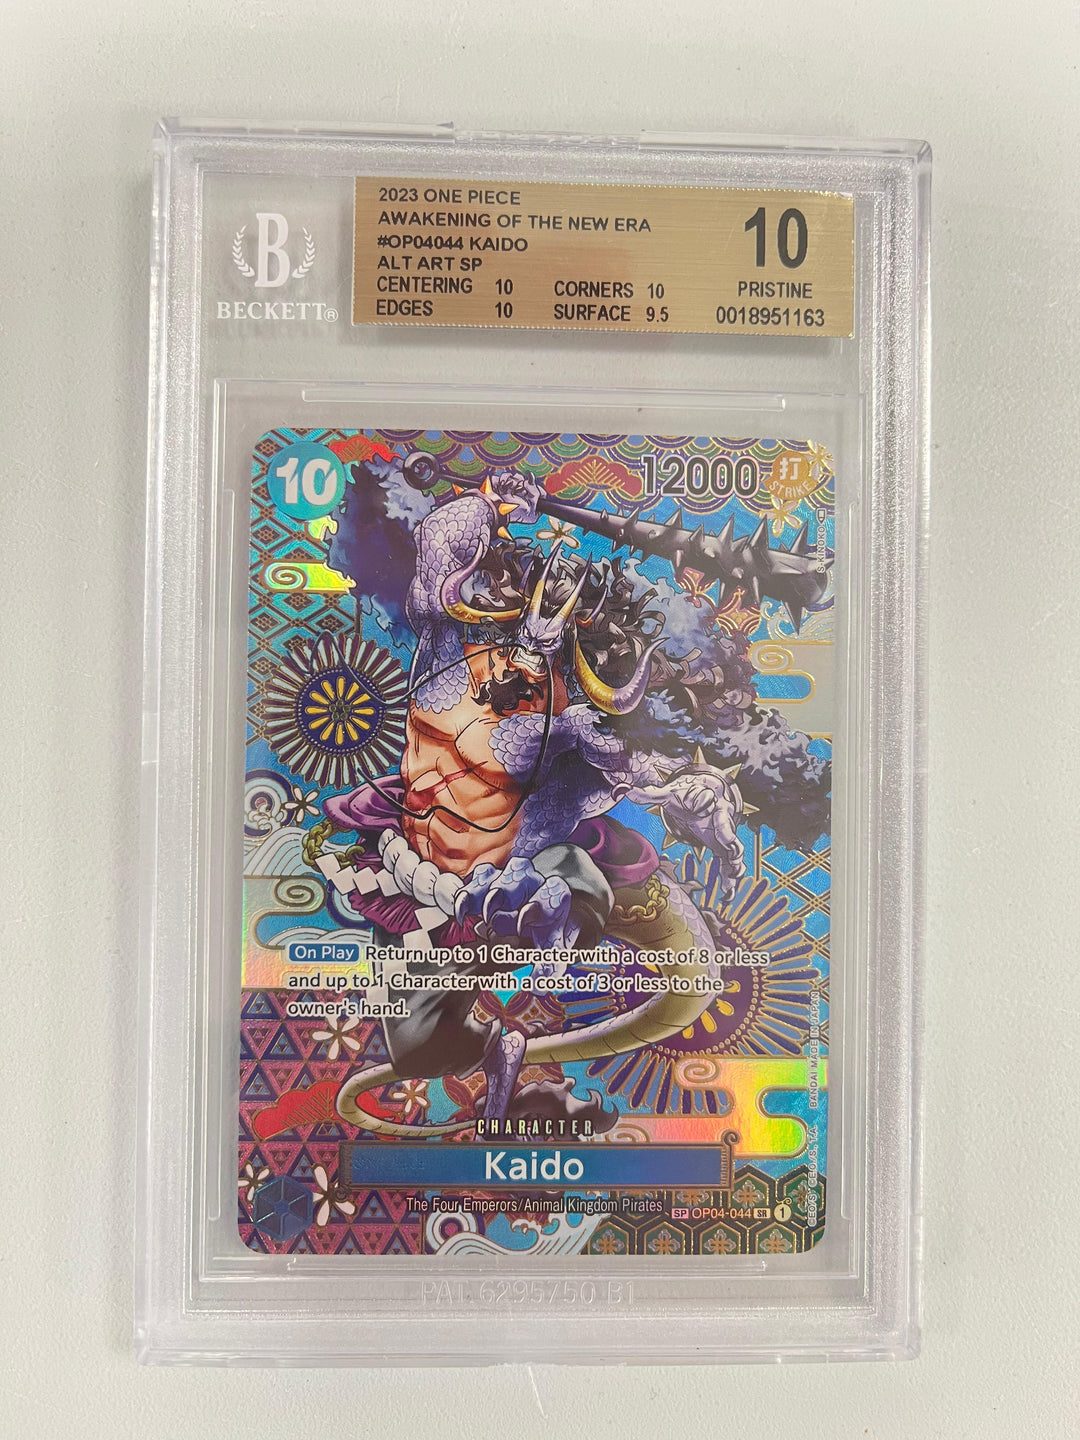 B
BECKETT®
2023 ONE PIECE
AWAKENING OF THE NEW ERA
#OP04044 KAIDO
ALT ART SP
CENTERING 10 CORNERS 10
EDGES 10 SURFACE 9.5
10
PRISTINE
0018951163
10
12000
打
STRIKE
S-KINOKO
On Play Return up to 1 Character with a cost of 8 or less
and up to 1 Character with a cost of 3 or less to the
owner's hand.
BANDAI MADE IN JAPAN
CHARACTER
Kaido
The Four Emperors/Animal Kingdom Pirates
SP OP04-044 SR 1
PAT. 6295750 B1